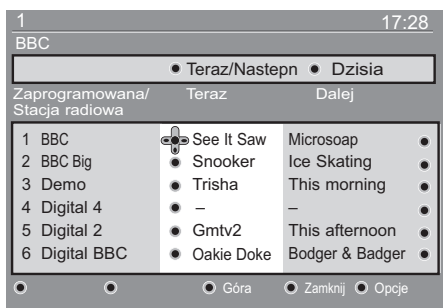 1 17:28
BBC
Teraz/Nastepn Dzisia
Zaprogramowana/ Teraz Dalej
Stacja radiowa
1 BBC See It Saw Microsoap
2 BBC Big Snooker Ice Skating
3 Demo Trisha This morning
4 Digital 4 – –
5 Digital 2 Gmtv2 This afternoon
6 Digital BBC Oakie Doke Bodger & Badger
Góra Zamknij Opcje